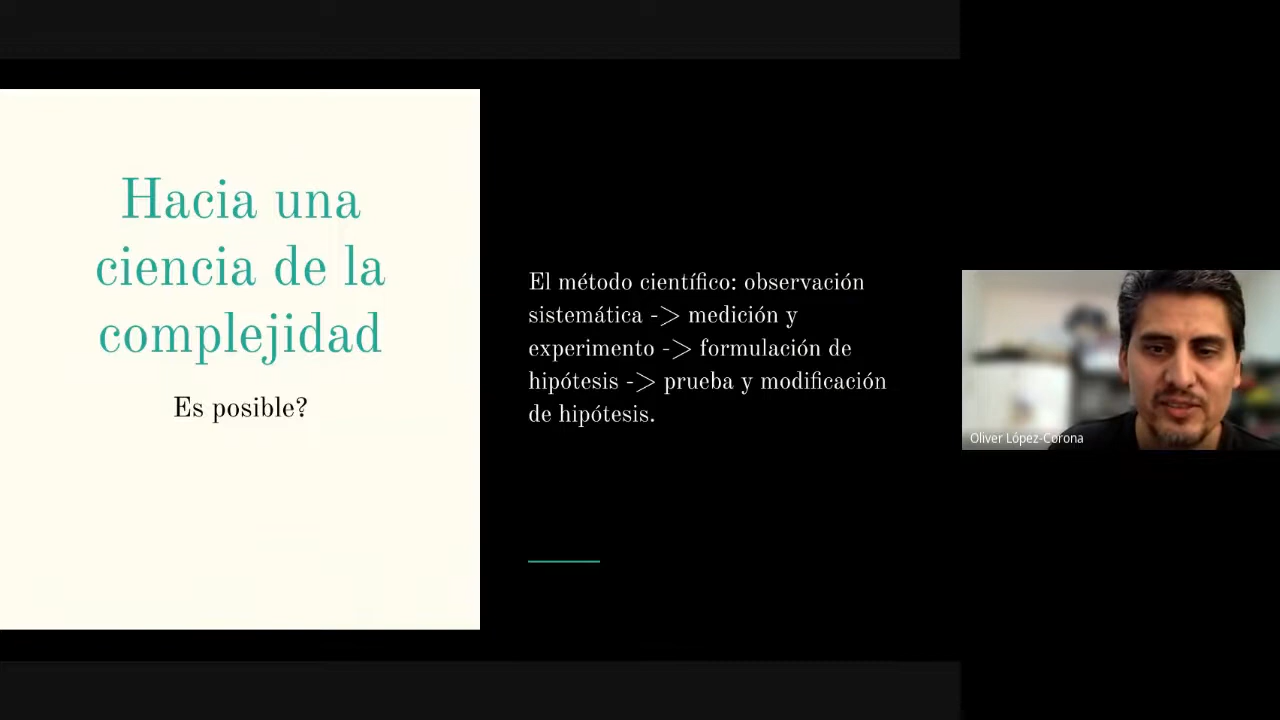 Hacia una
ciencia de la
complejidad
Es posible?
El método científico: observación
sistemática -> medición y
experimento -> formulación de
hipótesis -> prueba y modificación
de hipótesis.
Oliver López-Corona